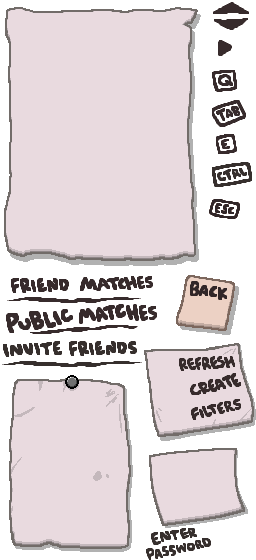 Q
TAB
E
CTRL
ESC
FRIEND MATCHES
PUBLIC MATCHES
INVITE FRIENDS
BACK
REFRESH
CREATE
FILTERS
ENTER
PASSWORD